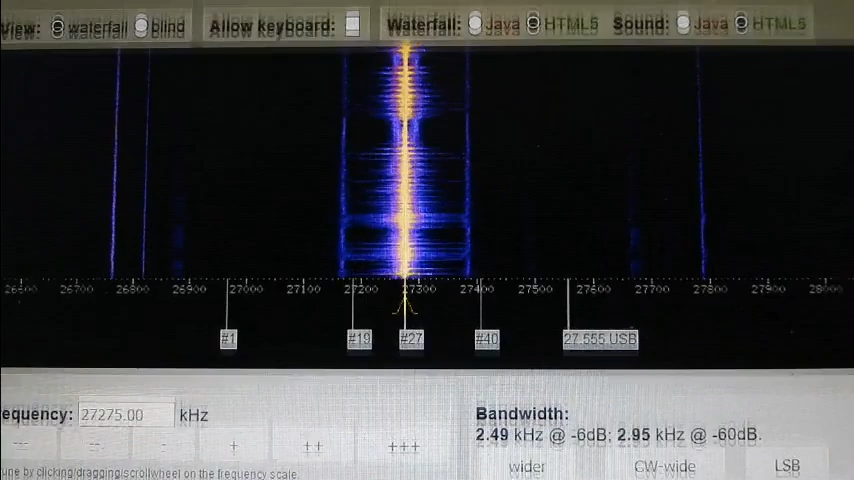 View: waterfall blind Allow keyboard: Waterfall: Java HTML5 Sound: Java HTML5
26600 26700 26800 26900 27000 27100 27200 27300 27400 27500 27600 27700 27800 27900 28000
#1 #19 #27 #40 27.555 USB
equency: 27275.00 kHz
Bandwidth:
2.49 kHz @ -6dB; 2.95 kHz @ -60dB.
--- -- - + ++ +++
wider CW-wide LSB
tune by clicking/dragging/scrollwheel on the frequency scale.